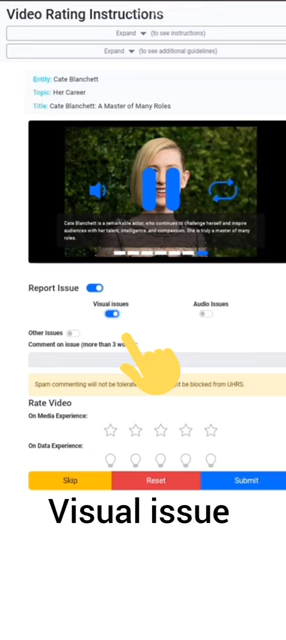 Video Rating Instructions
Expand (to see instructions)
Expand (to see additional guidelines)
Entity: Cate Blanchett
Topic: Her Career
Title: Cate Blanchett: A Master of Many Roles
Cate Blanchett is a remarkable actor, who continues to challenge herself and inspire
audiences with her talent, intelligence, and compassion. She is truly a master of many
roles.
Report Issue
Visual issues Audio Issues
Other Issues
Comment on issue (more than 3
Spam commenting will not be be blocked from UHRS.
Rate Video
On Media Experience:
On Data Experience:
Skip Reset Submit
Visual issue